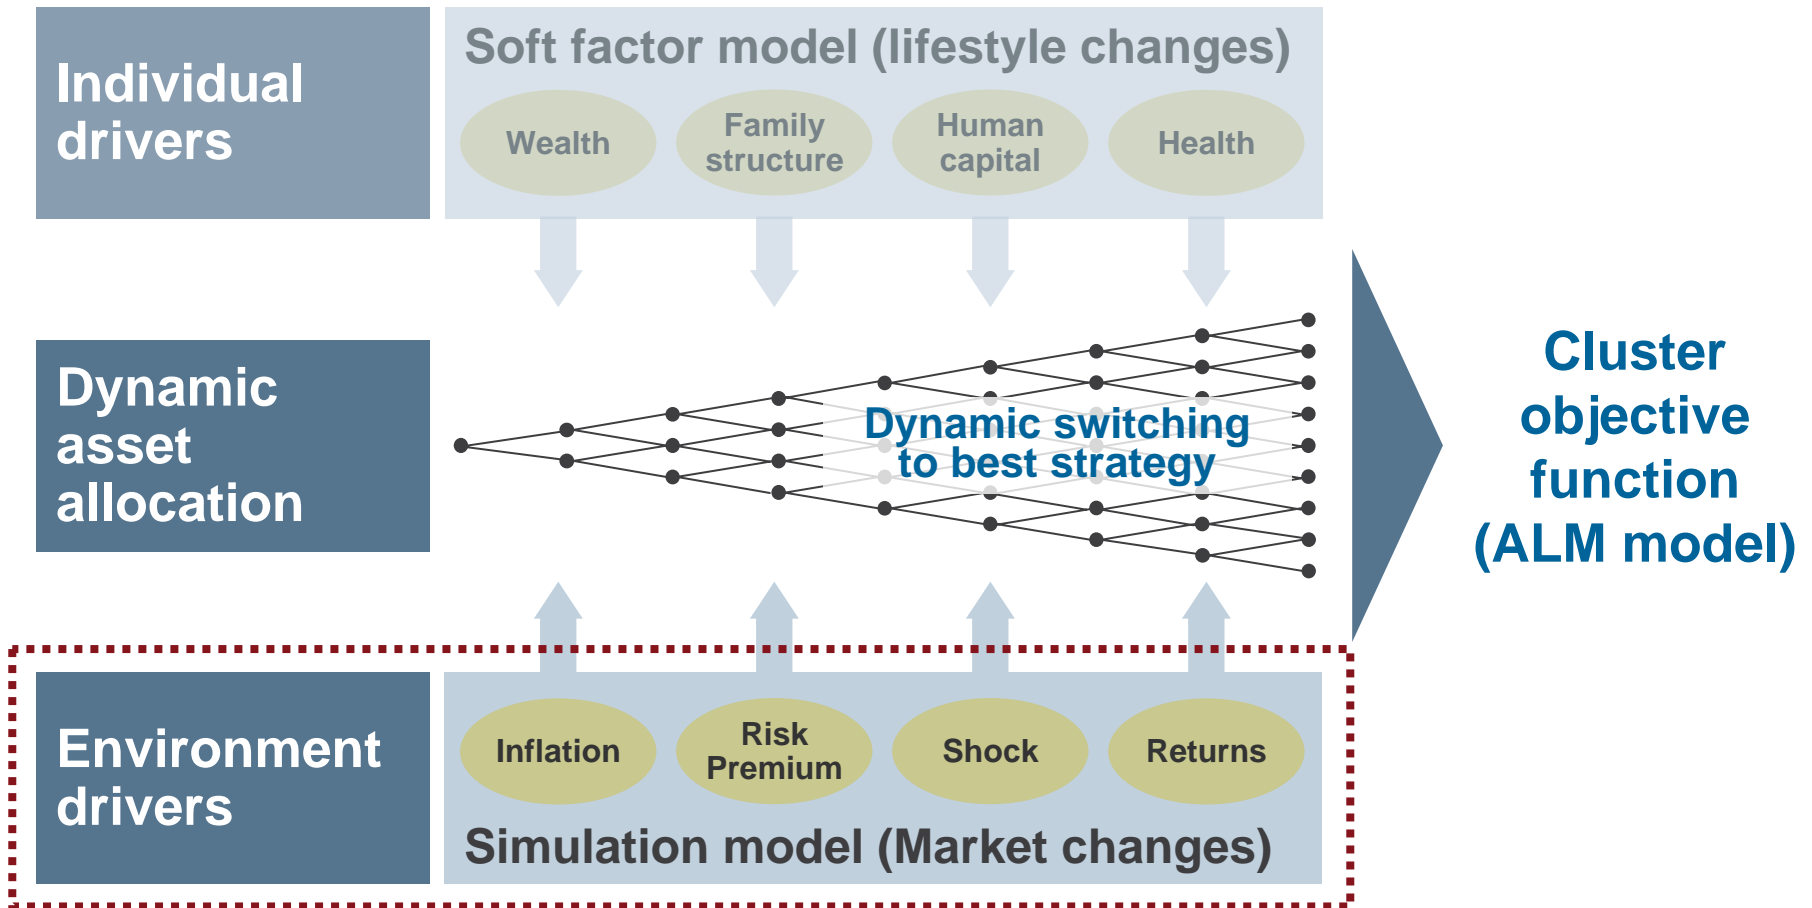 Individual
drivers
Soft factor model (lifestyle changes)
Wealth
Family
structure
Human
capital
Health
Dynamic
asset
allocation
Dynamic switching
to best strategy
Cluster
objective
function
(ALM model)
Environment
drivers
Inflation
Risk
Premium
Shock
Returns
Simulation model (Market changes)